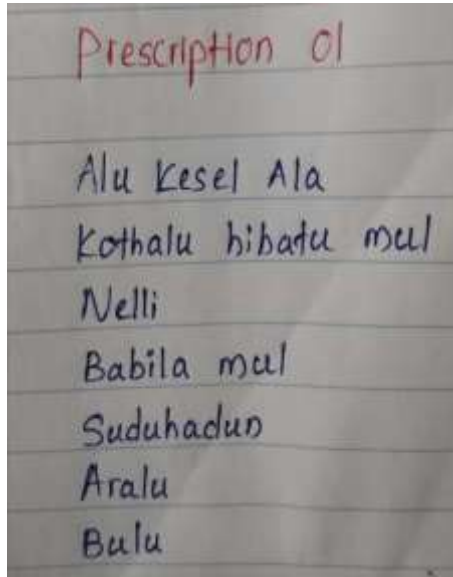 Prescription 01
Alu Kesel Ala
Kothalu hibatu mul
Nelli
Babila mul
Suduhadun
Aralu
Bulu